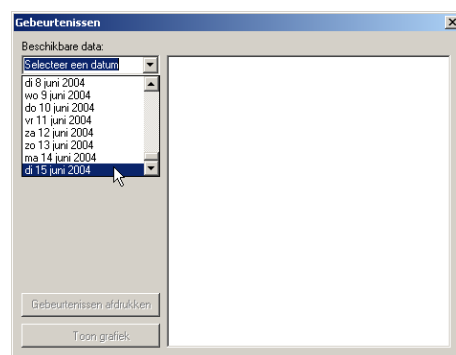 Gebeurtenissen
Beschikbare data:
Selecteer een datum
di 8 juni 2004
wo 9 juni 2004
do 10 juni 2004
vr 11 juni 2004
za 12 juni 2004
zo 13 juni 2004
ma 14 juni 2004
di 15 juni 2004
Gebeurtenissen afdrukken
Toon grafiek